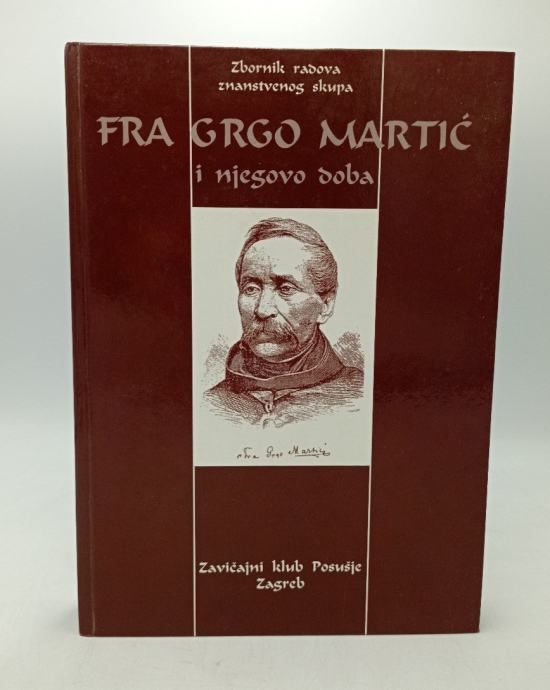 Zbornik radova
znanstvenog skupa
FRA GRGO MARTIĆ
i njegovo doba
Fra Grgo Martić
Zavičajni klub Posušje
Zagreb